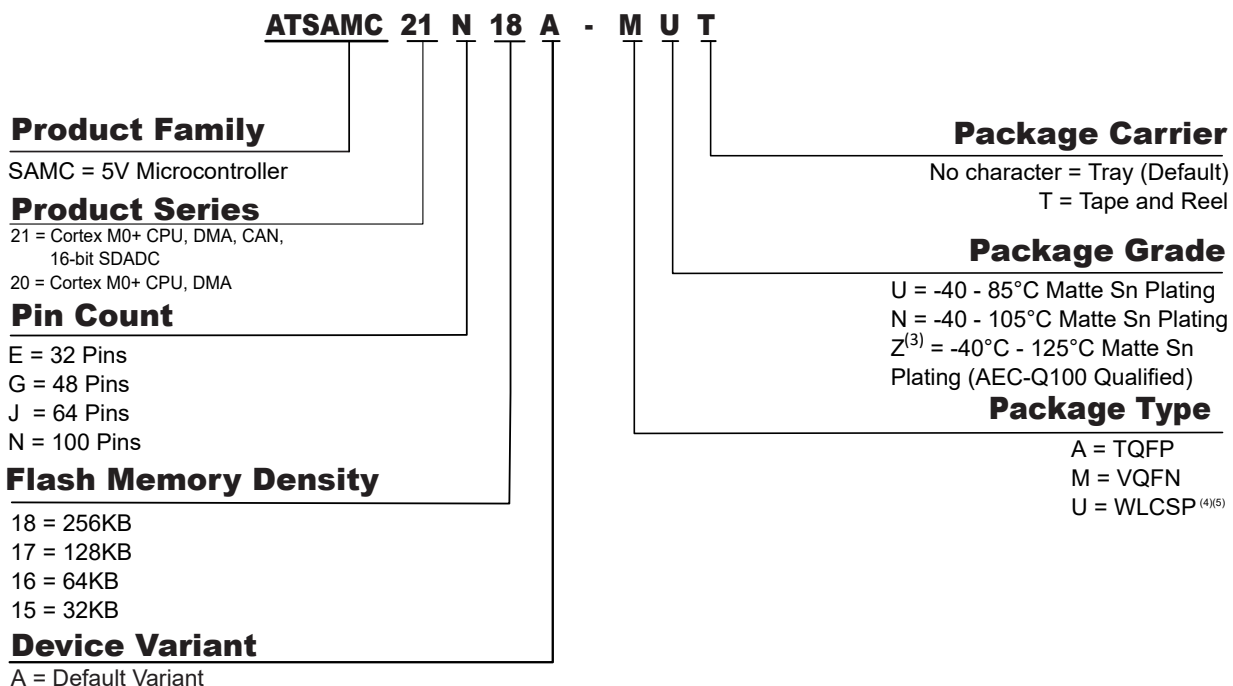 ATSAMC 21 N 18 A - M U T
Product Family
SAMC = 5V Microcontroller
Product Series
21 = Cortex M0+ CPU, DMA, CAN,
16-bit SDADC
20 = Cortex M0+ CPU, DMA
Pin Count
E = 32 Pins
G = 48 Pins
J = 64 Pins
N = 100 Pins
Flash Memory Density
18 = 256KB
17 = 128KB
16 = 64KB
15 = 32KB
Device Variant
A = Default Variant
Package Carrier
No character = Tray (Default)
T = Tape and Reel
Package Grade
U = -40 - 85°C Matte Sn Plating
N = -40 - 105°C Matte Sn Plating
Z(3) = -40°C - 125°C Matte Sn
Plating (AEC-Q100 Qualified)
Package Type
A = TQFP
M = VQFN
U = WLCSP (4)(5)